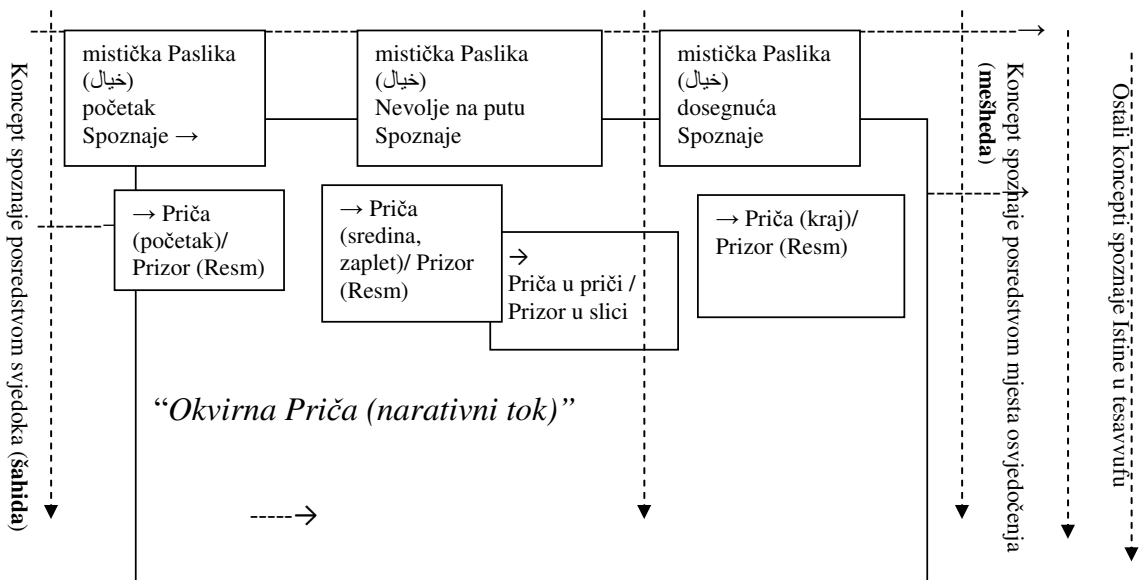 Koncept spoznaje posredstvom svjedoka (šahida)
mistička Paslika
(خيال)
početak
Spoznaje →
mistička Paslika
(خيال)
Nevolje na putu
Spoznaje
mistička Paslika
(خيال)
dosegnuća
Spoznaje
→ Priča
(početak)/
Prizor (Resm)
→ Priča
(sredina,
zaplet)/ Prizor
(Resm)
→
Priča u priči /
Prizor u slici
→ Priča (kraj)/
Prizor (Resm)
“Okvirna Priča (narativni tok)”
Koncept spoznaje posredstvom mjesta osvjedočenja
(mešheda)
Ostali koncepti spoznaje Istine u tesavvufu